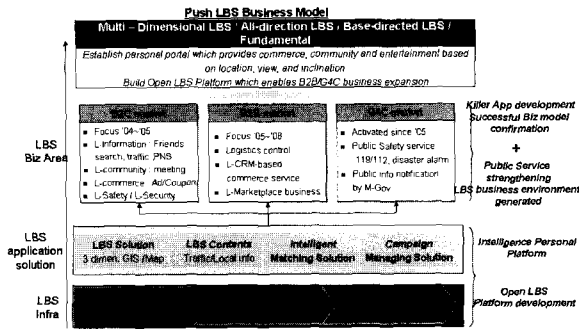 Push LBS Business Model
Multi – Dimensional LBS / All-direction LBS / Base-directed LBS /
Fundamental
Establish personal portal which provides commerce, community and entertainment based
on location, view, and inclination
Build Open LBS Platform which enables B2B/G4C business expansion
LBS
Biz Area
Focus '04~'05
L-Information : Friends
search, traffic, PNS
L-community : meeting
L-commerce : Ad/Coupon
L-Safety / L-Security
Focus '05~'08
Logistics control
L-CRM-based
commerce service
L-Marketplace business
Activated since '05
Public Safety service
119/112, disaster alarm
Public info notification
by M-Gov
Killer App development
Successful Biz model
confirmation
+
Public Service
strengthening
LBS business environment
generated
LBS
application
solution
LBS Solution
3 dimen. GIS /Map
LBS Contents
Traffic/Local info
Intelligent
Matching Solution
Campaign
Managing Solution
Intelligence Personal
Platform
LBS
Infra
Open LBS
Platform development